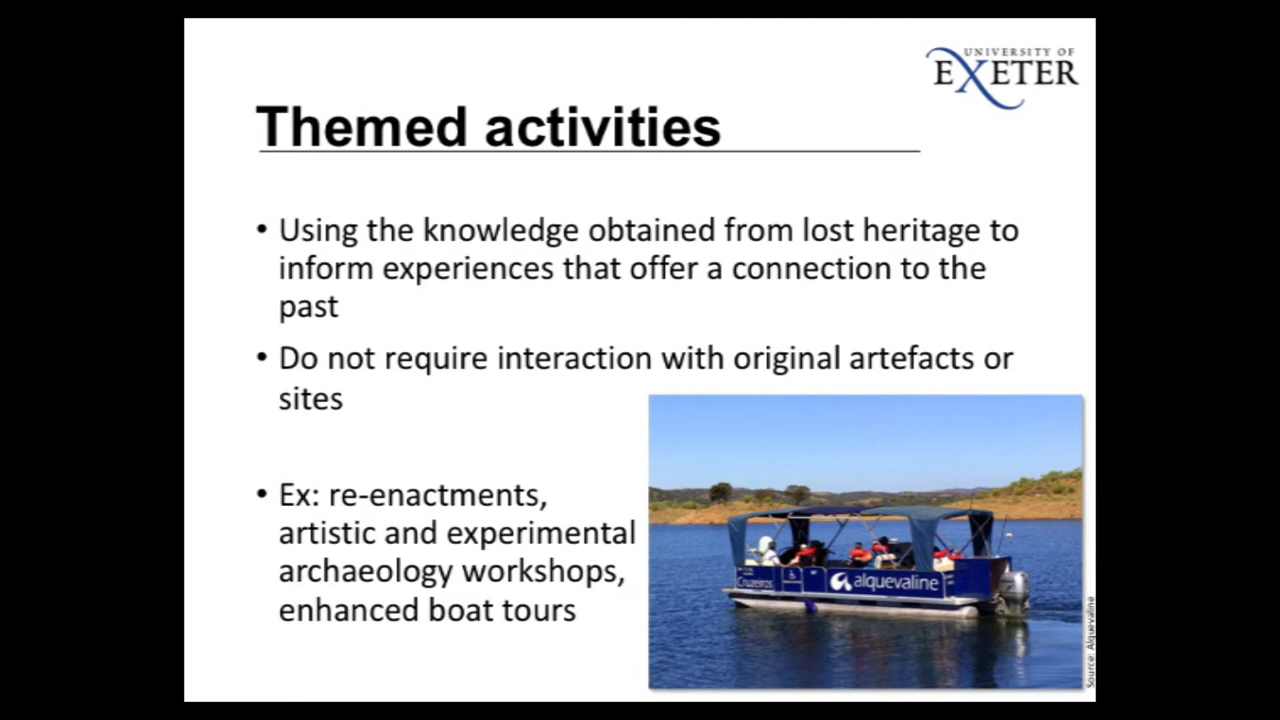 UNIVERSITY OF
EXETER
Themed activities
• Using the knowledge obtained from lost heritage to
inform experiences that offer a connection to the
past
• Do not require interaction with original artefacts or
sites
• Ex: re-enactments,
artistic and experimental
archaeology workshops,
enhanced boat tours
Cruzeiros
alquevaline
Source: Alquevaline